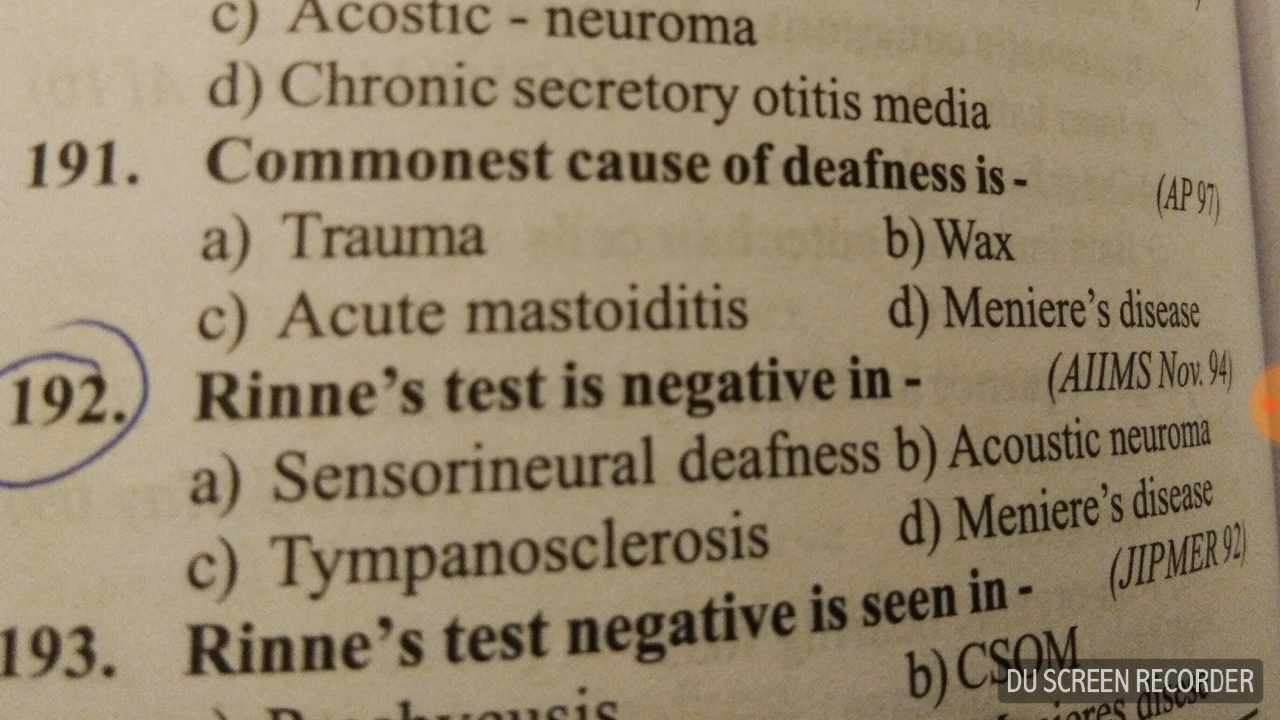 c) Acostic - neuroma
d) Chronic secretory otitis media
191. Commonest cause of deafness is - (AP 97)
a) Trauma b) Wax
c) Acute mastoiditis d) Meniere's disease
192. Rinne's test is negative in - (AIIMS Nov. 94)
a) Sensorineural deafness b) Acoustic neuroma
c) Tympanosclerosis d) Meniere's disease
193. Rinne's test negative is seen in - (JIPMER 92)
b) CSOM
DU SCREEN RECORDER